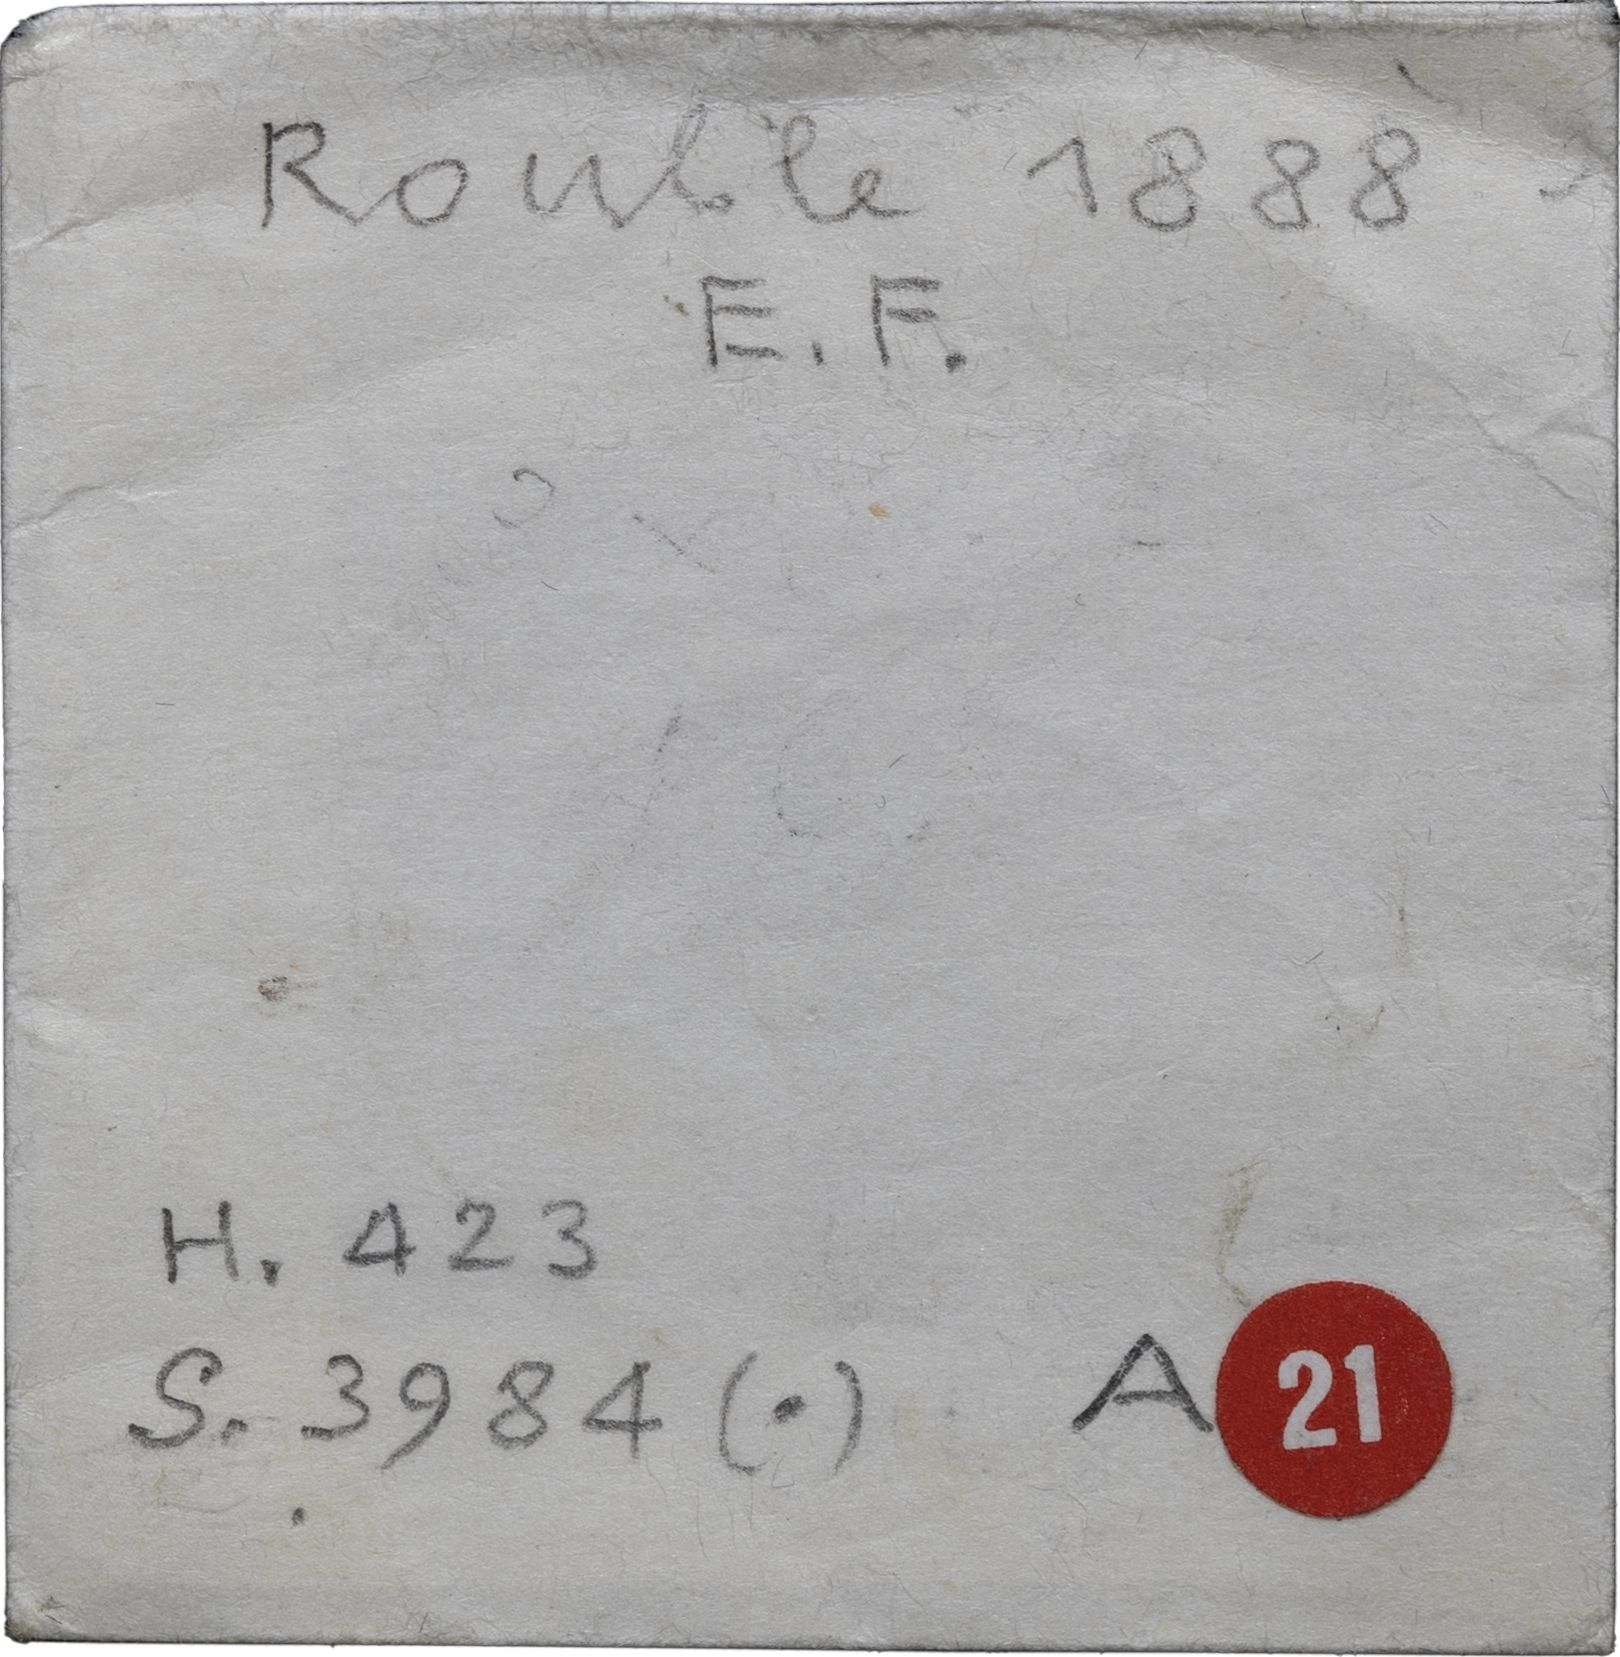 Rouble 1888
E.F.
H. 423
S. 3984 (•) A 21